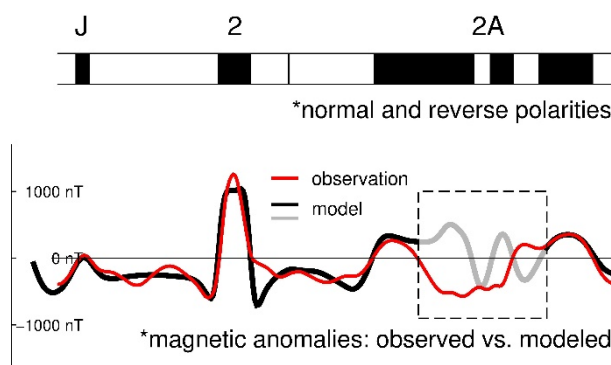 J 2 2A
*normal and reverse polarities
1000 nT
observation
model
0 nT
−1000 nT
*magnetic anomalies: observed vs. modeled